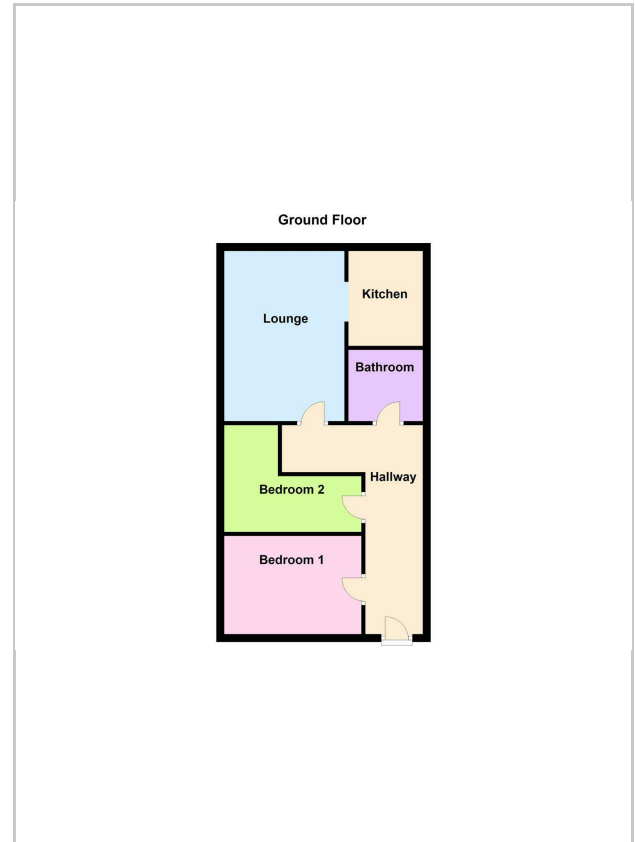 Ground Floor
Kitchen
Lounge
Bathroom
Hallway
Bedroom 2
Bedroom 1